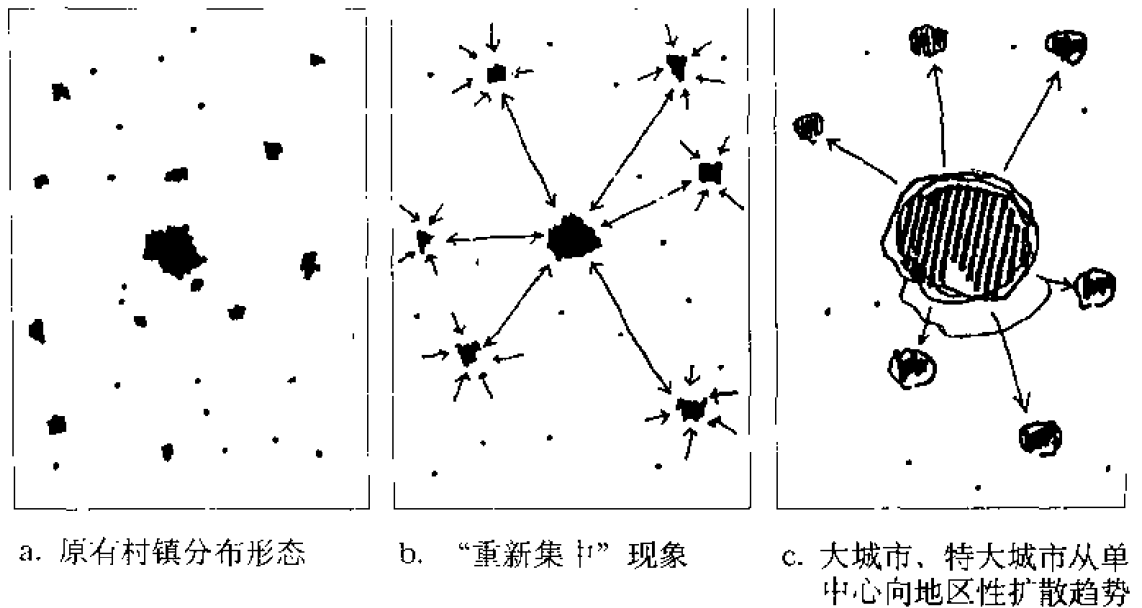 a. 原有村镇分布形态
b. “重新集中”现象
c. 大城市、特大城市从单
中心向地区性扩散趋势